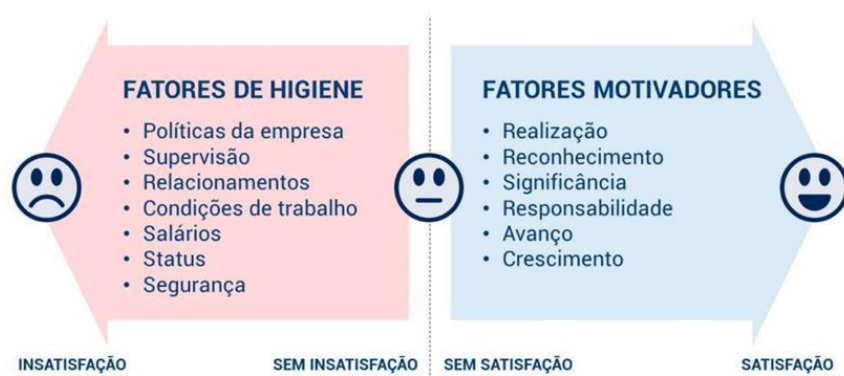 FATORES DE HIGIENE
• Políticas da empresa
• Supervisão
• Relacionamentos
• Condições de trabalho
• Salários
• Status
• Segurança
FATORES MOTIVADORES
• Realização
• Reconhecimento
• Significância
• Responsabilidade
• Avanço
• Crescimento
INSATISFAÇÃO
SEM INSATISFAÇÃO
SEM SATISFAÇÃO
SATISFAÇÃO